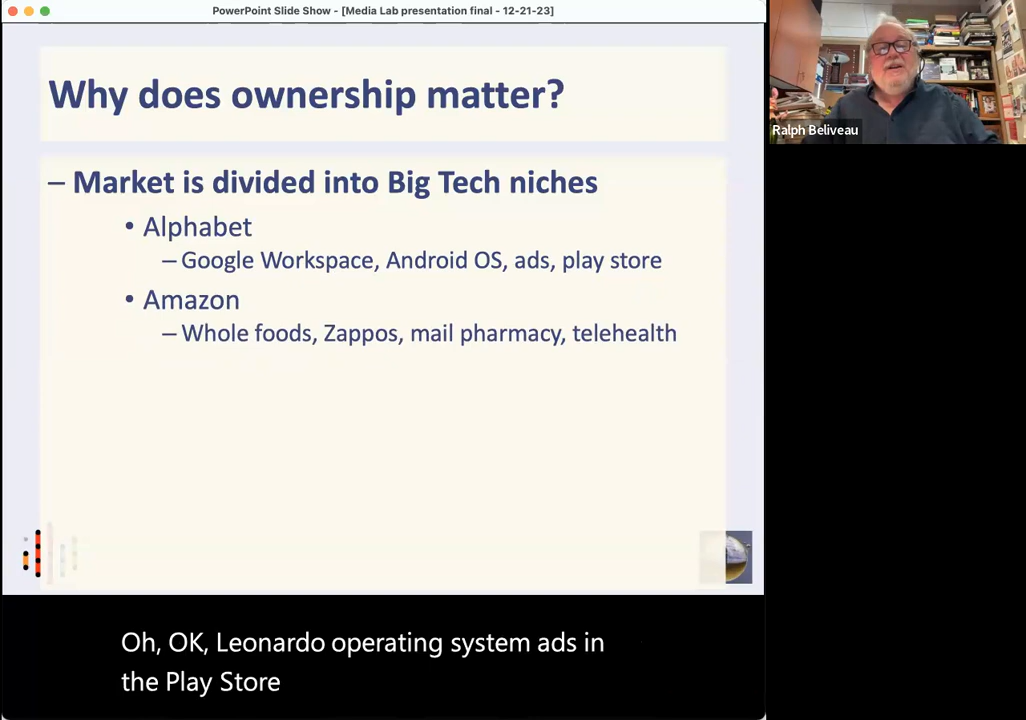 PowerPoint Slide Show - [Media Lab presentation final - 12-21-23]
Why does ownership matter?
– Market is divided into Big Tech niches
• Alphabet
– Google Workspace, Android OS, ads, play store
• Amazon
– Whole foods, Zappos, mail pharmacy, telehealth
Ralph Beliveau
Oh, OK, Leonardo operating system ads in
the Play Store